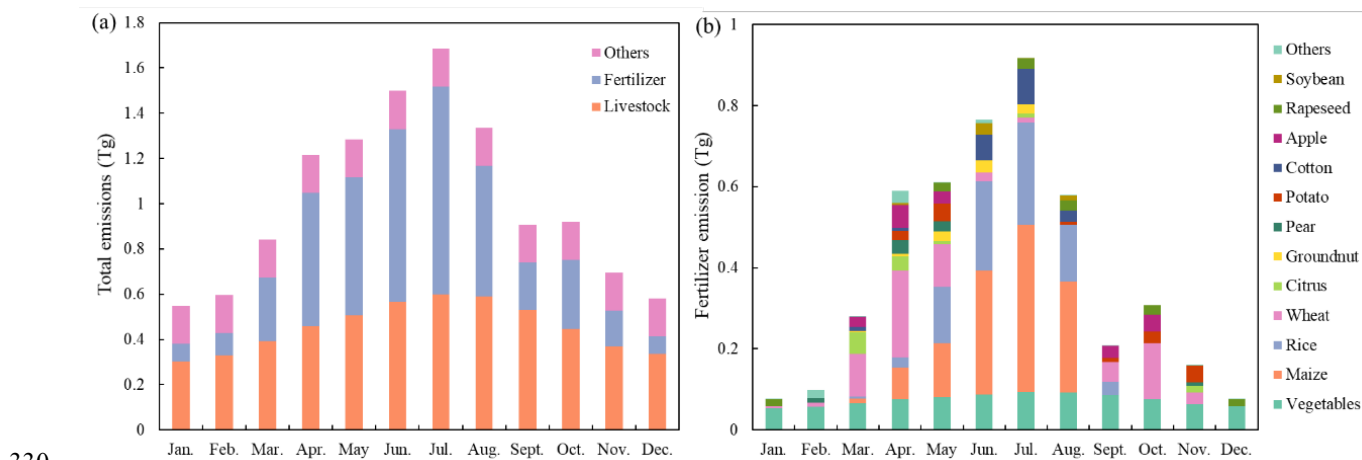 (a)
Total emissions (Tg)
1.8
1.6
1.4
1.2
1
0.8
0.6
0.4
0.2
0
Others
Fertilizer
Livestock
Jan. Feb. Mar. Apr. May Jun. Jul. Aug. Sept. Oct. Nov. Dec.
(b)
Fertilizer emission (Tg)
1
0.8
0.6
0.4
0.2
0
Others
Soybean
Rapeseed
Apple
Cotton
Potato
Pear
Groundnut
Citrus
Wheat
Rice
Maize
Vegetables
Jan. Feb. Mar. Apr. May Jun. Jul. Aug. Sept. Oct. Nov. Dec.